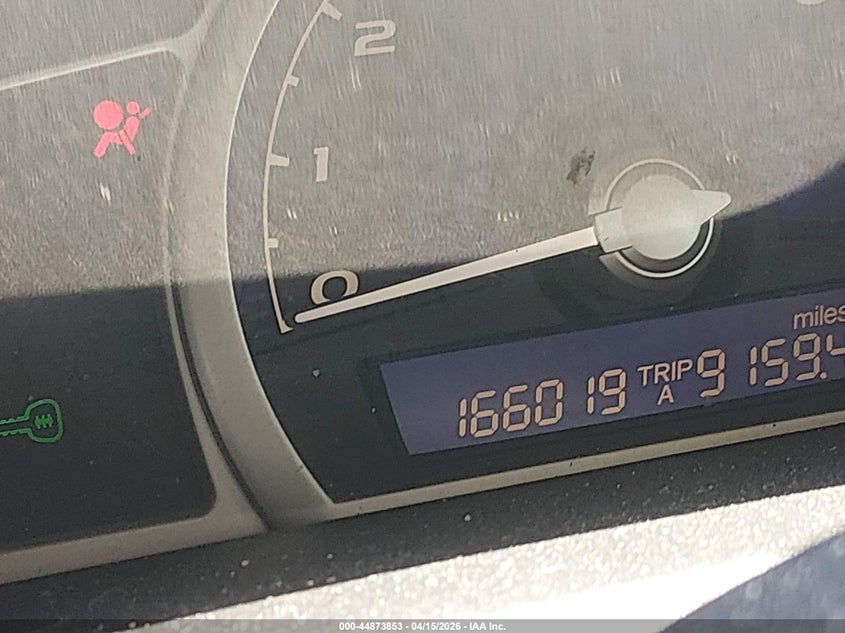 2
1
0
miles
166019 TRIP A 9159.4
000-44873853 - 04/15/2026 - IAA Inc.